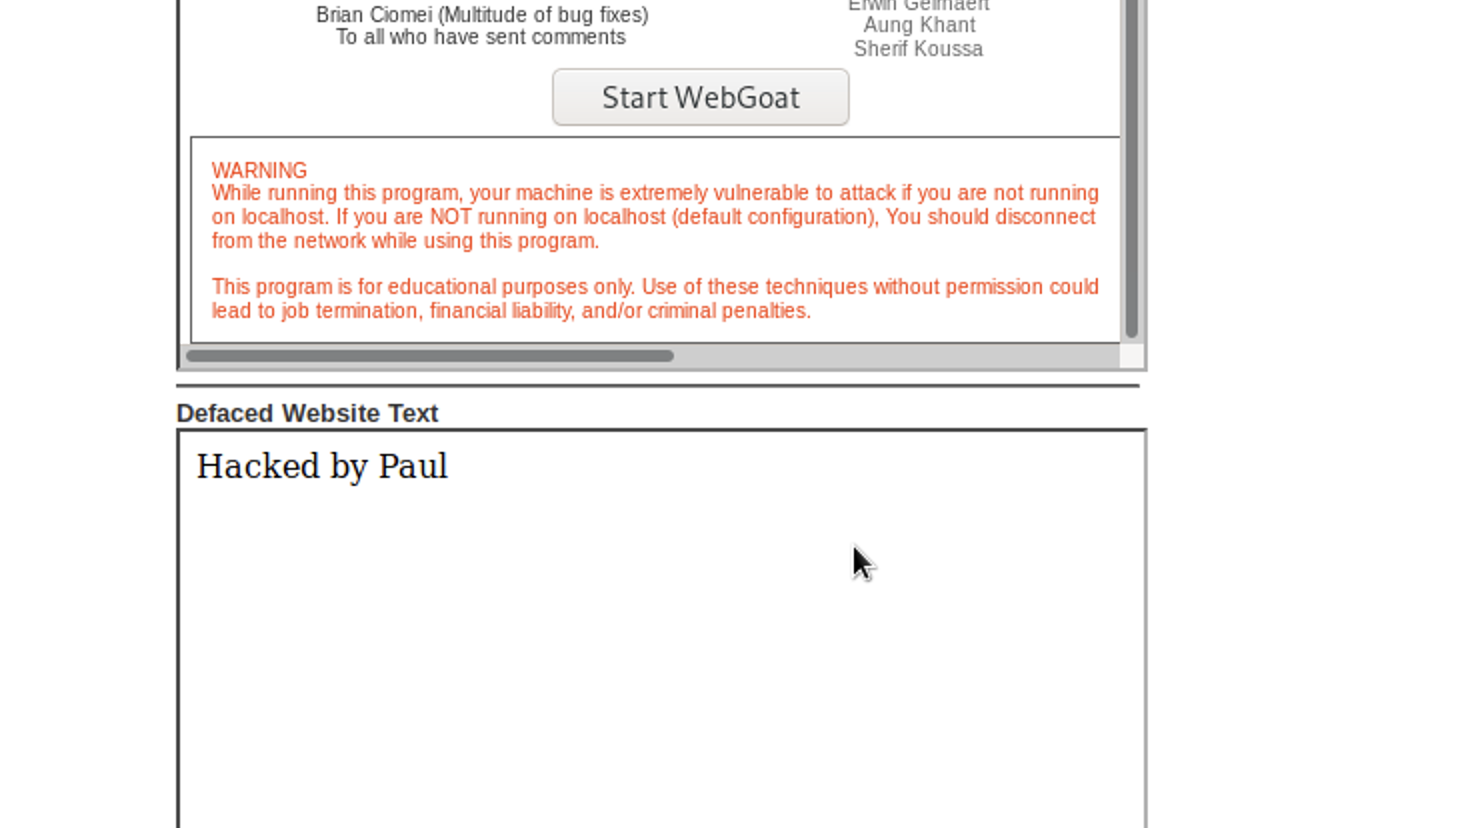 Brian Ciomei (Multitude of bug fixes)
To all who have sent comments
Erwin Geirnaert
Aung Khant
Sherif Koussa
Start WebGoat
WARNING
While running this program, your machine is extremely vulnerable to attack if you are not running
on localhost. If you are NOT running on localhost (default configuration), You should disconnect
from the network while using this program.
This program is for educational purposes only. Use of these techniques without permission could
lead to job termination, financial liability, and/or criminal penalties.
Defaced Website Text
Hacked by Paul